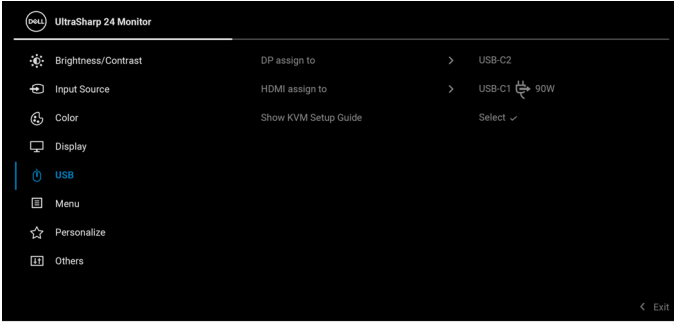 DELL UltraSharp 24 Monitor
Brightness/Contrast DP assign to > USB-C2
Input Source HDMI assign to > USB-C1 90W
Color Show KVM Setup Guide Select ✓
Display
USB
Menu
Personalize
Others
< Exit